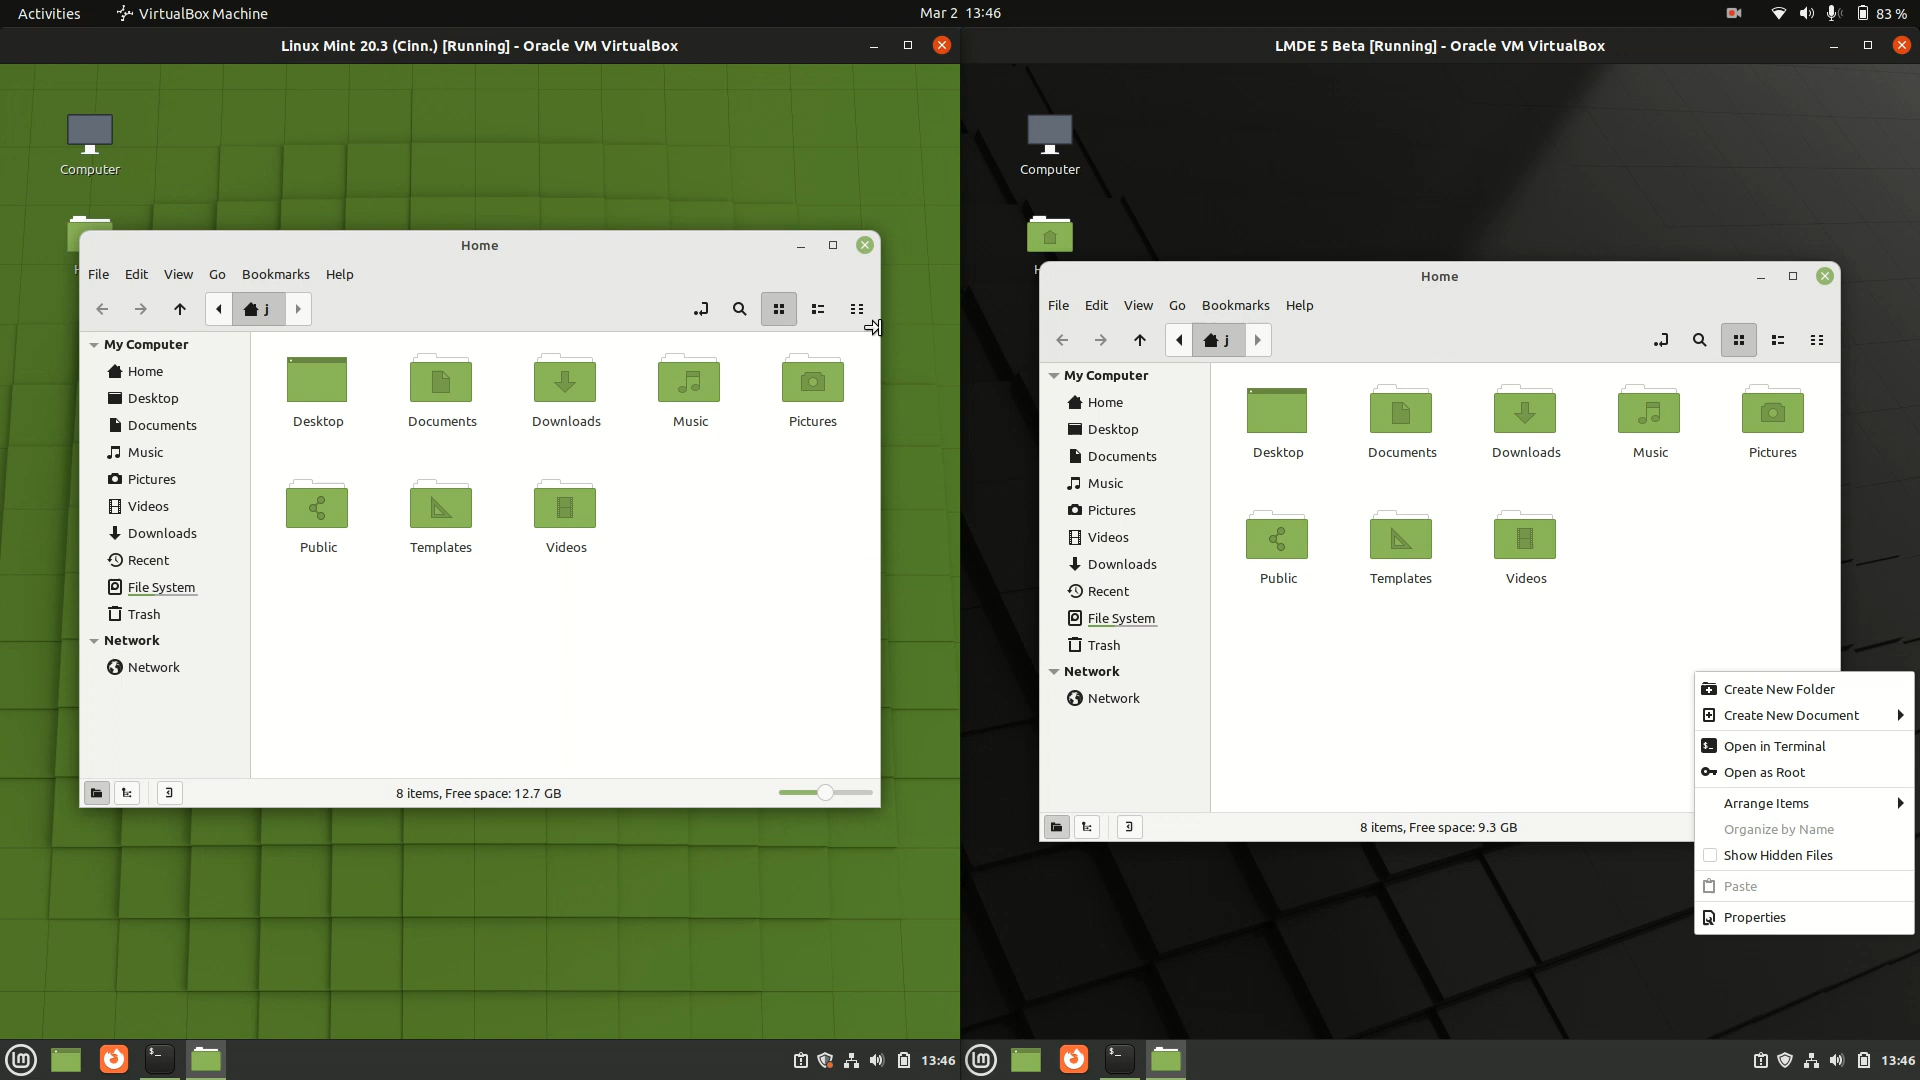 Activities VirtualBox Machine Mar 2 13:46 83 %
Linux Mint 20.3 (Cinn.) [Running] - Oracle VM VirtualBox
Computer
Home
File Edit View Go Bookmarks Help
j
My Computer
Home
Desktop
Documents
Music
Pictures
Videos
Downloads
Recent
File System
Trash
Network
Network
Desktop Documents Downloads Music Pictures
Public Templates Videos
8 items, Free space: 12.7 GB
13:46
LMDE 5 Beta [Running] - Oracle VM VirtualBox
Computer
Home
File Edit View Go Bookmarks Help
j
My Computer
Home
Desktop
Documents
Music
Pictures
Videos
Downloads
Recent
File System
Trash
Network
Network
Desktop Documents Downloads Music Pictures
Public Templates Videos
8 items, Free space: 9.3 GB
Create New Folder
Create New Document
Open in Terminal
Open as Root
Arrange Items
Organize by Name
Show Hidden Files
Paste
Properties
13:46